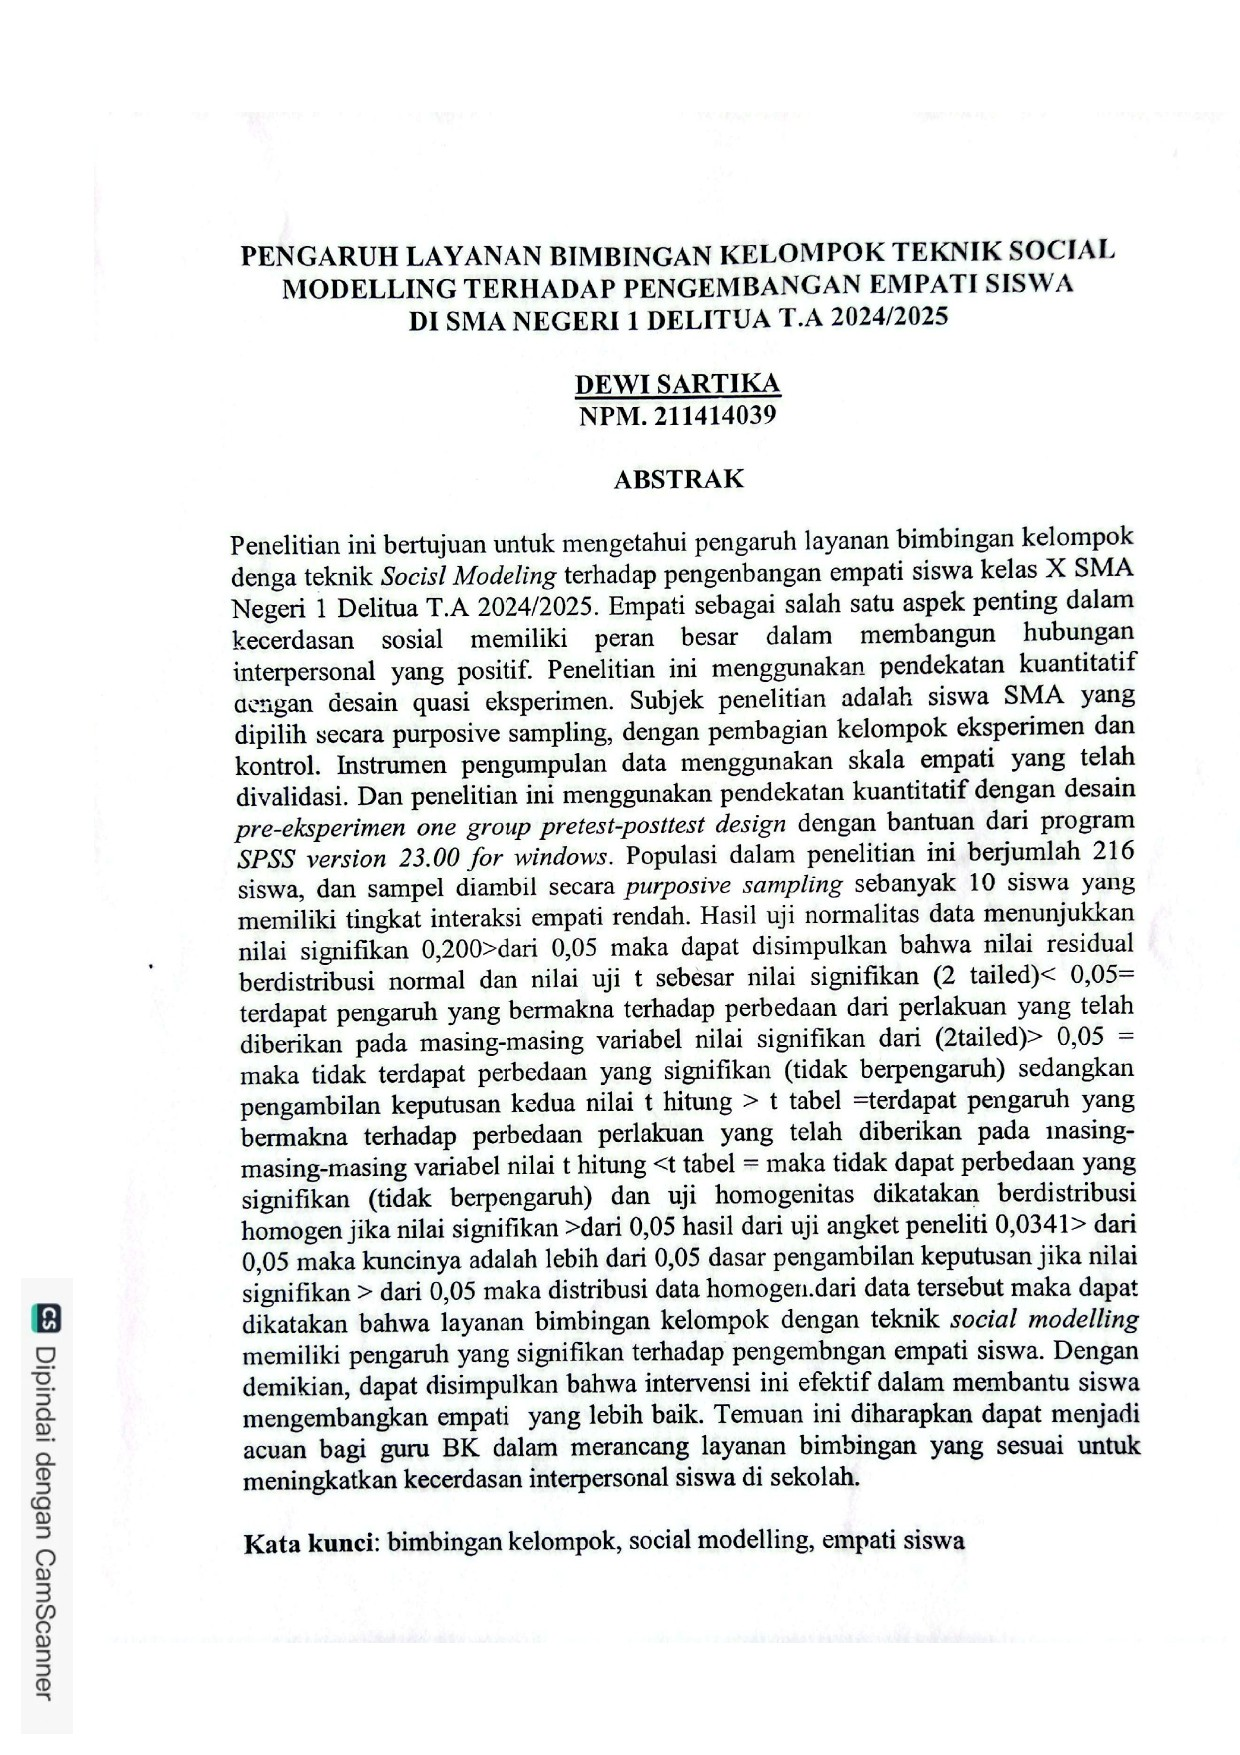 PENGARUH LAYANAN BIMBINGAN KELOMPOK TEKNIK SOCIAL
MODELLING TERHADAP PENGEMBANGAN EMPATI SISWA
DI SMA NEGERI 1 DELITUA T.A 2024/2025
DEWI SARTIKA
NPM. 211414039
ABSTRAK
Penelitian ini bertujuan untuk mengetahui pengaruh layanan bimbingan kelompok
denga teknik Socisl Modeling terhadap pengenbangan empati siswa kelas X SMA
Negeri 1 Delitua T.A 2024/2025. Empati sebagai salah satu aspek penting dalam
kecerdasan sosial memiliki peran besar dalam membangun hubungan
interpersonal yang positif. Penelitian ini menggunakan pendekatan kuantitatif
dengan desain quasi eksperimen. Subjek penelitian adalah siswa SMA yang
dipilih secara purposive sampling, dengan pembagian kelompok eksperimen dan
kontrol. Instrumen pengumpulan data menggunakan skala empati yang telah
divalidasi. Dan penelitian ini menggunakan pendekatan kuantitatif dengan desain
pre-eksperimen one group pretest-posttest design dengan bantuan dari program
SPSS version 23.00 for windows. Populasi dalam penelitian ini berjumlah 216
siswa, dan sampel diambil secara purposive sampling sebanyak 10 siswa yang
memiliki tingkat interaksi empati rendah. Hasil uji normalitas data menunjukkan
nilai signifikan 0,200>dari 0,05 maka dapat disimpulkan bahwa nilai residual
berdistribusi normal dan nilai uji t sebesar nilai signifikan (2 tailed)< 0,05=
terdapat pengaruh yang bermakna terhadap perbedaan dari perlakuan yang telah
diberikan pada masing-masing variabel nilai signifikan dari (2tailed)> 0,05 =
maka tidak terdapat perbedaan yang signifikan (tidak berpengaruh) sedangkan
pengambilan keputusan kedua nilai t hitung > t tabel =terdapat pengaruh yang
bermakna terhadap perbedaan perlakuan yang telah diberikan pada masing-
masing-masing variabel nilai t hitung <t tabel = maka tidak dapat perbedaan yang
signifikan (tidak berpengaruh) dan uji homogenitas dikatakan berdistribusi
homogen jika nilai signifikan >dari 0,05 hasil dari uji angket peneliti 0,0341> dari
0,05 maka kuncinya adalah lebih dari 0,05 dasar pengambilan keputusan jika nilai
signifikan > dari 0,05 maka distribusi data homogen.dari data tersebut maka dapat
dikatakan bahwa layanan bimbingan kelompok dengan teknik social modelling
memiliki pengaruh yang signifikan terhadap pengembngan empati siswa. Dengan
demikian, dapat disimpulkan bahwa intervensi ini efektif dalam membantu siswa
mengembangkan empati yang lebih baik. Temuan ini diharapkan dapat menjadi
acuan bagi guru BK dalam merancang layanan bimbingan yang sesuai untuk
meningkatkan kecerdasan interpersonal siswa di sekolah.
Kata kunci: bimbingan kelompok, social modelling, empati siswa
CS Dipindai dengan CamScanner